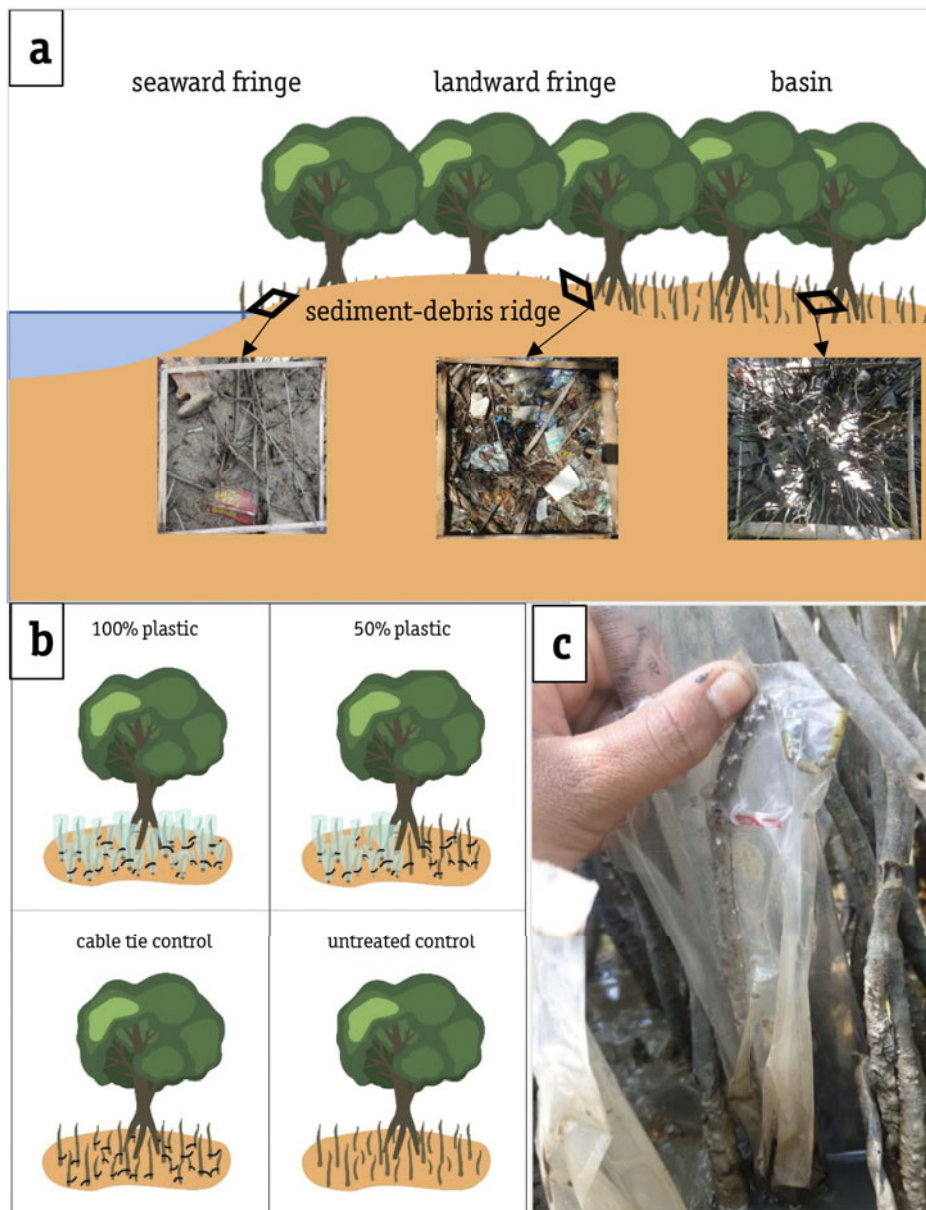 a
seaward fringe
landward fringe
basin
sediment-debris ridge
b
100% plastic
50% plastic
cable tie control
untreated control
c